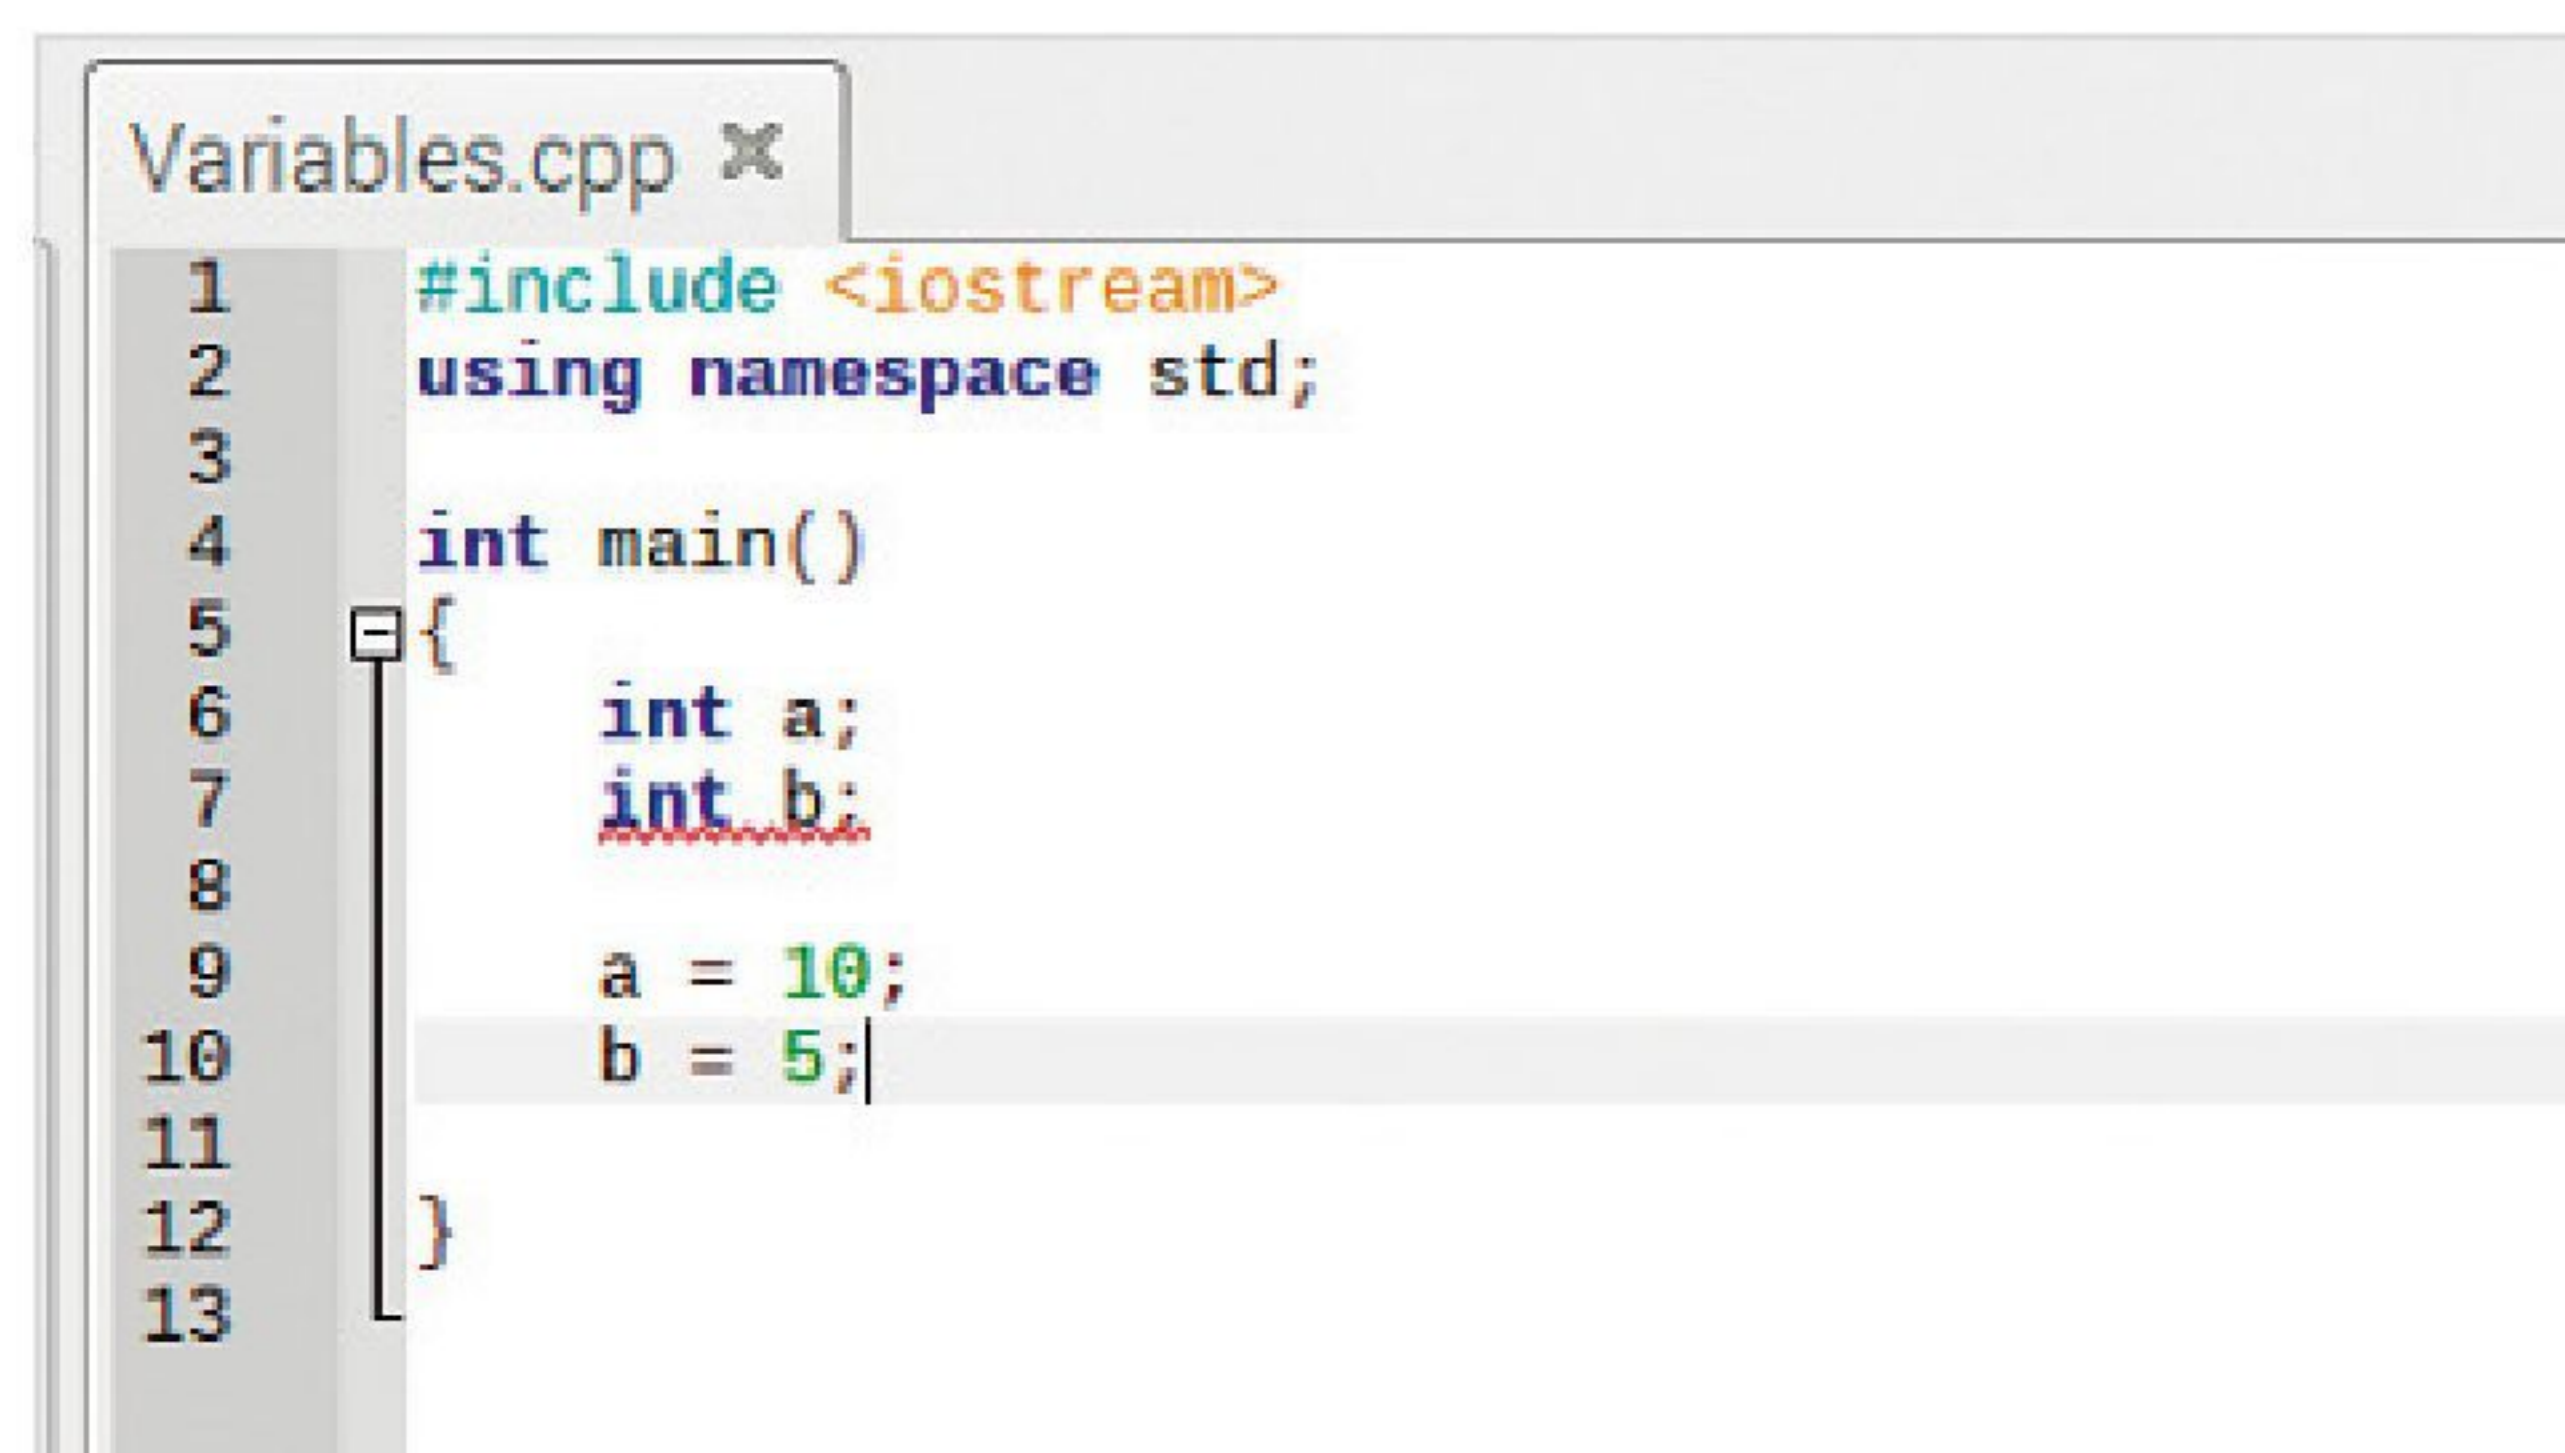 Variables.cpp
1 #include <iostream>
2 using namespace std;
3
4 int main()
5 {
6 int a;
7 int b;
8
9 a = 10;
10 b = 5;
11
12 }
13